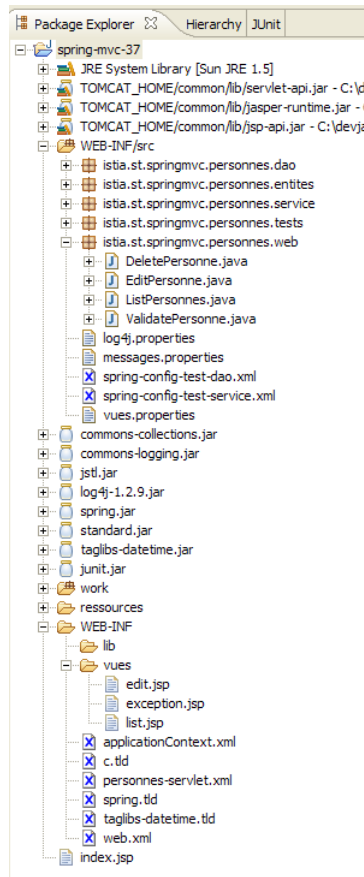 Package Explorer Hierarchy JUnit
spring-mvc-37
JRE System Library [Sun JRE 1.5]
TOMCAT_HOME/common/lib/servlet-api.jar - C:\d
TOMCAT_HOME/common/lib/jasper-runtime.jar -
TOMCAT_HOME/common/lib/jsp-api.jar - C:\devja
WEB-INF/src
istia.st.springmvc.personnes.dao
istia.st.springmvc.personnes.entites
istia.st.springmvc.personnes.service
istia.st.springmvc.personnes.tests
istia.st.springmvc.personnes.web
DeletePersonne.java
EditPersonne.java
ListPersonnes.java
ValidatePersonne.java
log4j.properties
messages.properties
spring-config-test-dao.xml
spring-config-test-service.xml
vues.properties
commons-collections.jar
commons-logging.jar
jstl.jar
log4j-1.2.9.jar
spring.jar
standard.jar
taglibs-datetime.jar
junit.jar
work
ressources
WEB-INF
lib
vues
edit.jsp
exception.jsp
list.jsp
applicationContext.xml
c.tld
personnes-servlet.xml
spring.tld
taglibs-datetime.tld
web.xml
index.jsp